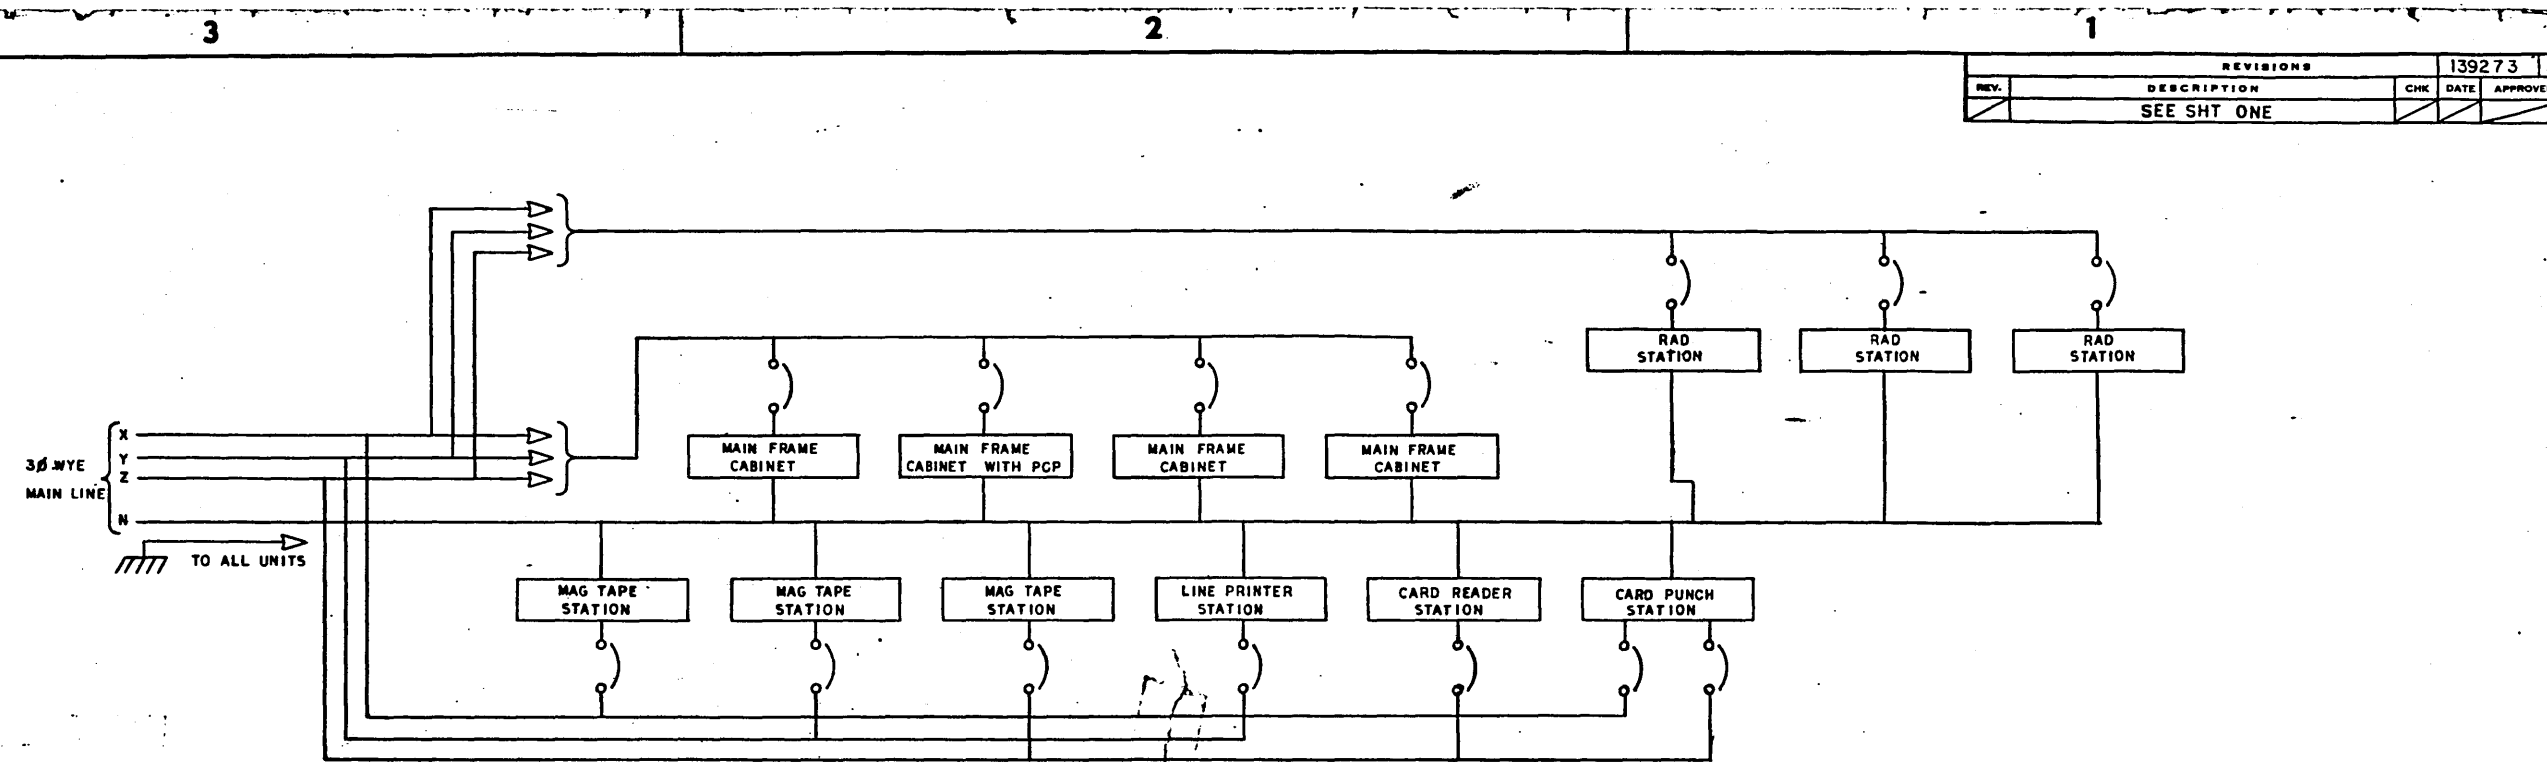 3
2
1
REVISIONS 139273
REV. DESCRIPTION CHK DATE APPROVE
SEE SHT ONE
RAD
STATION
RAD
STATION
RAD
STATION
MAIN FRAME
CABINET
MAIN FRAME
CABINET WITH PCP
MAIN FRAME
CABINET
MAIN FRAME
CABINET
3Ø WYE
MAIN LINE
X
Y
Z
N
TO ALL UNITS
MAG TAPE
STATION
MAG TAPE
STATION
MAG TAPE
STATION
LINE PRINTER
STATION
CARD READER
STATION
CARD PUNCH
STATION